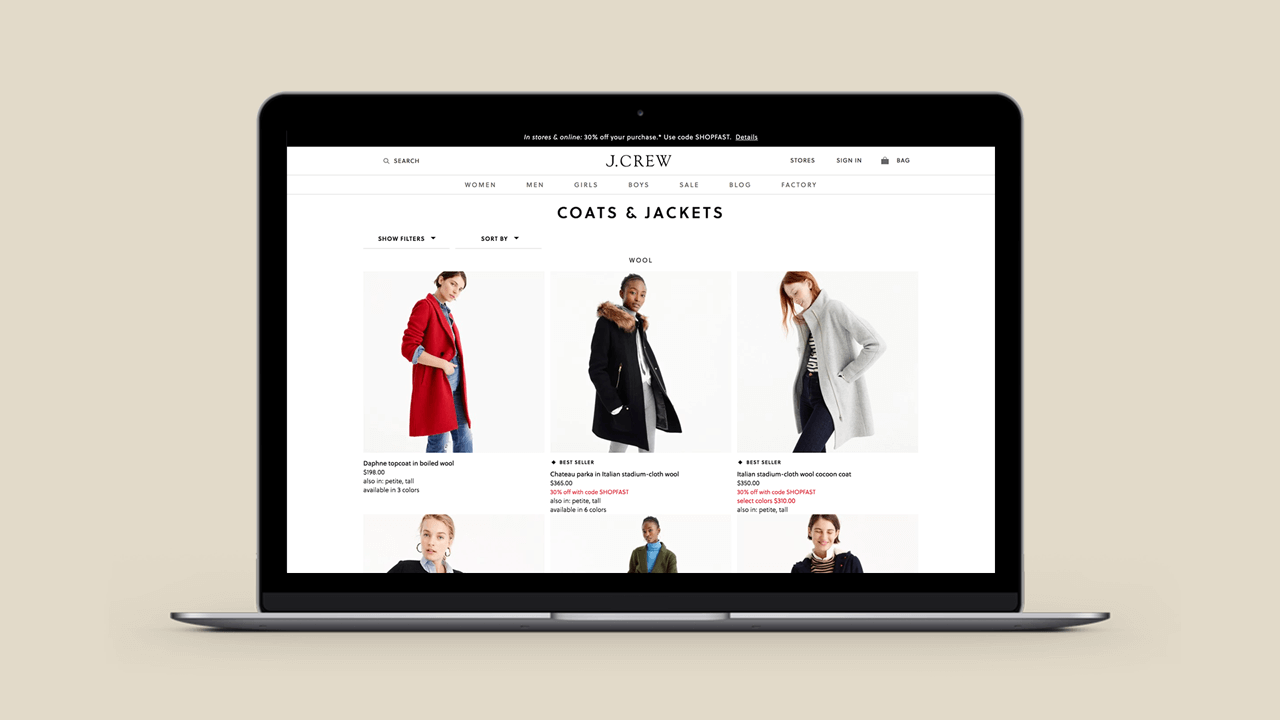 In stores & online: 30% off your purchase.* Use code SHOPFAST. Details
SEARCH
J.CREW
STORES
SIGN IN
BAG
WOMEN MEN GIRLS BOYS SALE BLOG FACTORY
COATS & JACKETS
SHOW FILTERS
SORT BY
WOOL
Daphne topcoat in boiled wool
$198.00
also in: petite, tall
available in 3 colors
BEST SELLER
Chateau parka in Italian stadium-cloth wool
$365.00
30% off with code SHOPFAST
also in: petite, tall
available in 6 colors
BEST SELLER
Italian stadium-cloth wool cocoon coat
$350.00
30% off with code SHOPFAST
select colors $310.00
also in: petite, tall